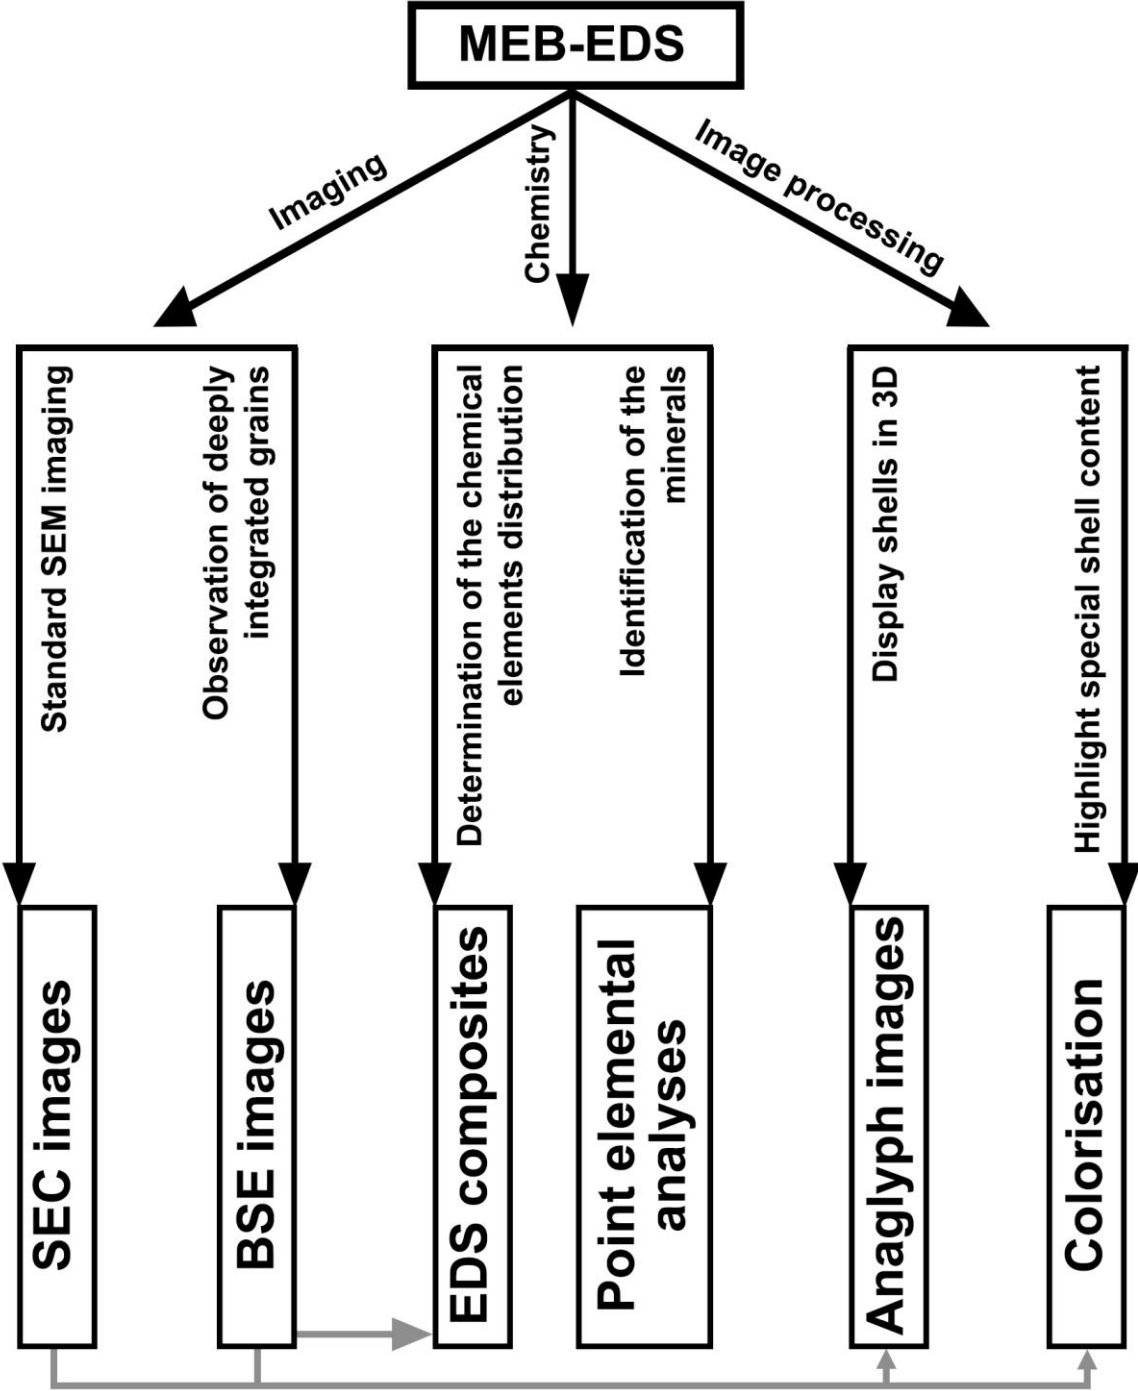 MEB-EDS
Imaging
Chemistry
Image processing
Standard SEM imaging
Observation of deeply
integrated grains
Determination of the chemical
elements distribution
Identification of the
minerals
Display shells in 3D
Highlight special shell content
SEC images
BSE images
EDS composites
Point elemental
analyses
Anaglyph images
Colorisation